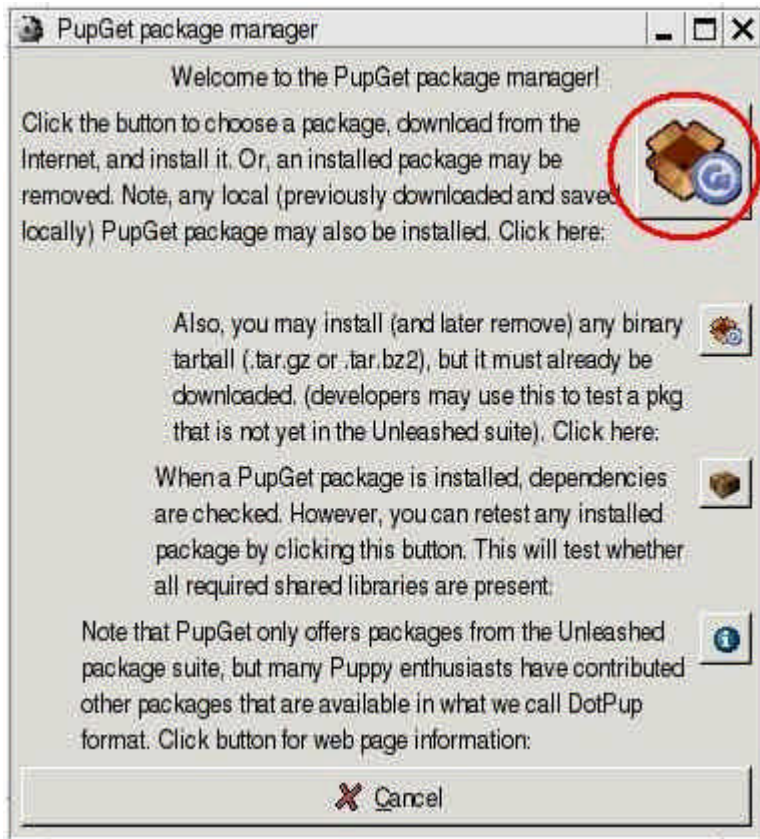 PupGet package manager
Welcome to the PupGet package manager!
Click the button to choose a package, download from the
Internet, and install it. Or, an installed package may be
removed. Note, any local (previously downloaded and saved
locally) PupGet package may also be installed. Click here:
Also, you may install (and later remove) any binary
tarball (.tar.gz or .tar.bz2), but it must already be
downloaded. (developers may use this to test a pkg
that is not yet in the Unleashed suite). Click here:
When a PupGet package is installed, dependencies
are checked. However, you can retest any installed
package by clicking this button. This will test whether
all required shared libraries are present:
Note that PupGet only offers packages from the Unleashed
package suite, but many Puppy enthusiasts have contributed
other packages that are available in what we call DotPup
format. Click button for web page information:
Cancel